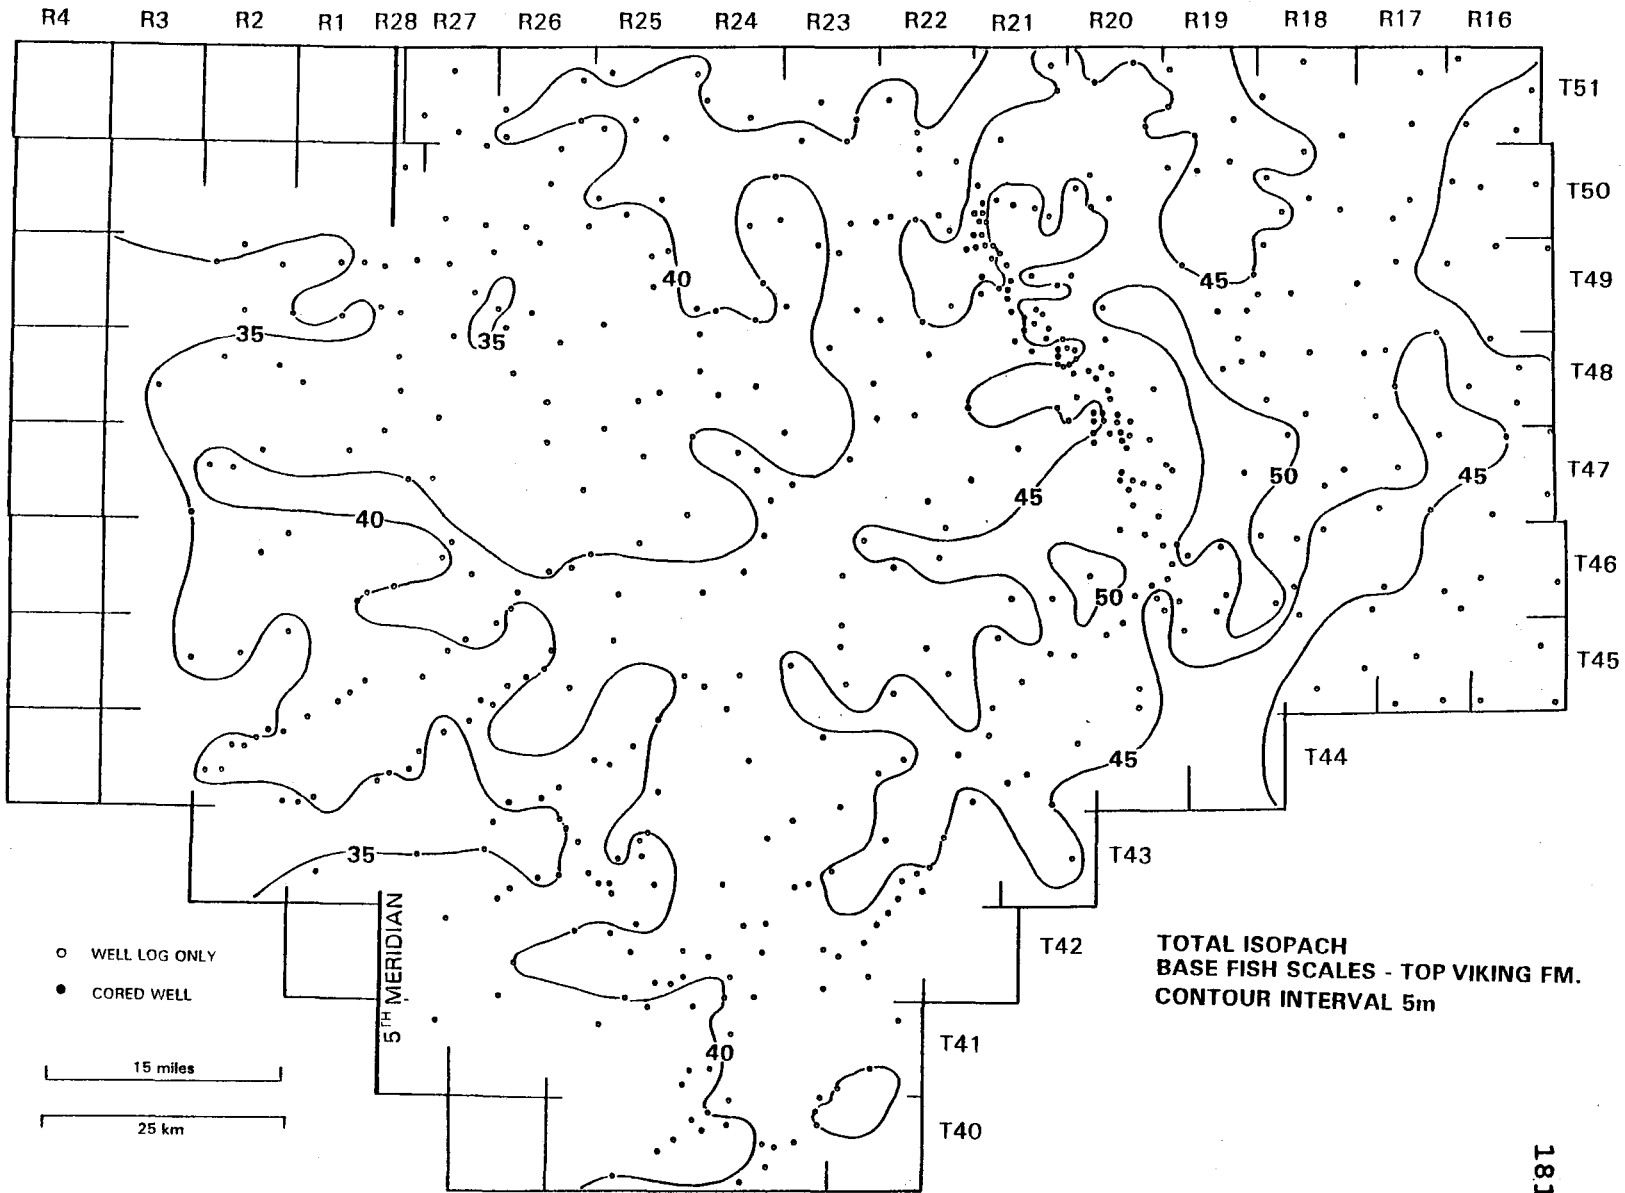 R4 R3 R2 R1 R28 R27 R26 R25 R24 R23 R22 R21 R20 R19 R18 R17 R16
T51
T50
40
45
T49
35
35
T48
45
50
45
T47
40
50
T46
T45
45
T44
35
T43
5TH MERIDIAN
T42
TOTAL ISOPACH
BASE FISH SCALES - TOP VIKING FM.
CONTOUR INTERVAL 5m
WELL LOG ONLY
CORED WELL
40
T41
15 miles
25 km
T40
181